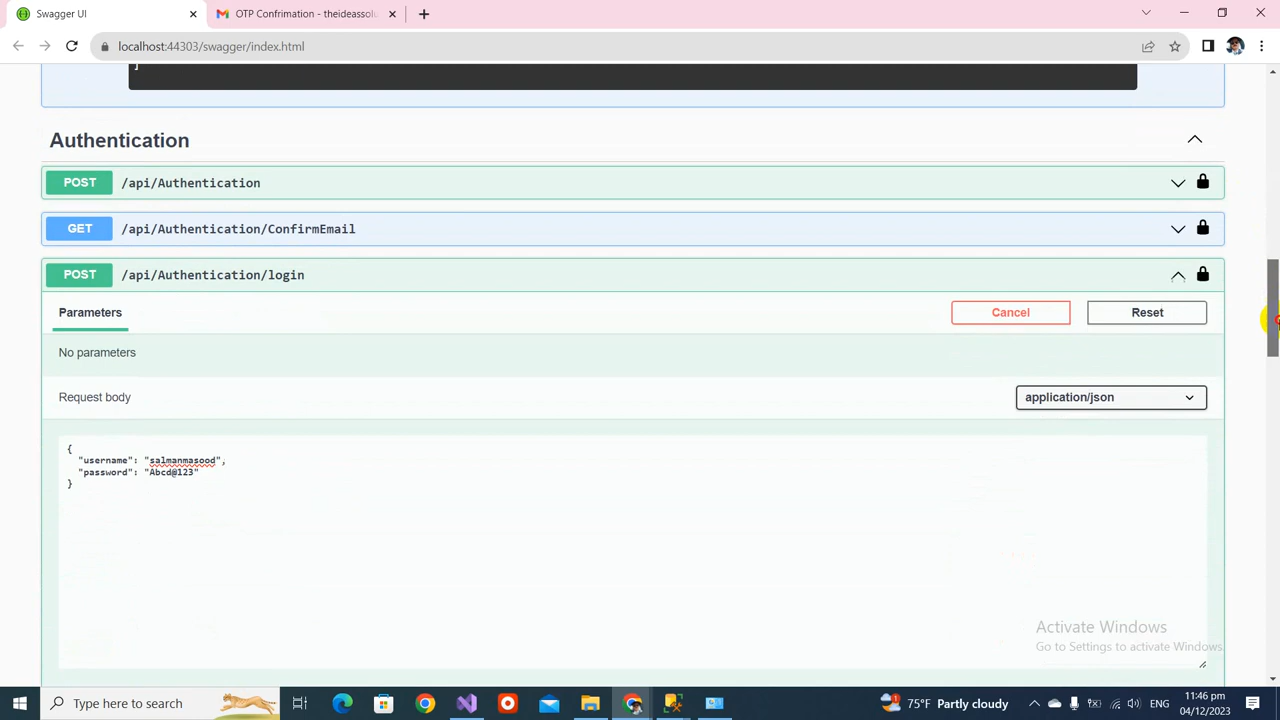 Swagger UI
OTP Confrimation - theideassolu
localhost:44303/swagger/index.html
]
Authentication
POST /api/Authentication
GET /api/Authentication/ConfirmEmail
POST /api/Authentication/login
Parameters
Cancel
Reset
No parameters
Request body
application/json
{
"username": "salmanmasood",
"password": "Abcd@123"
}
Activate Windows
Go to Settings to activate Windows.
Type here to search
1
75°F Partly cloudy
ENG
11:46 pm
04/12/2023